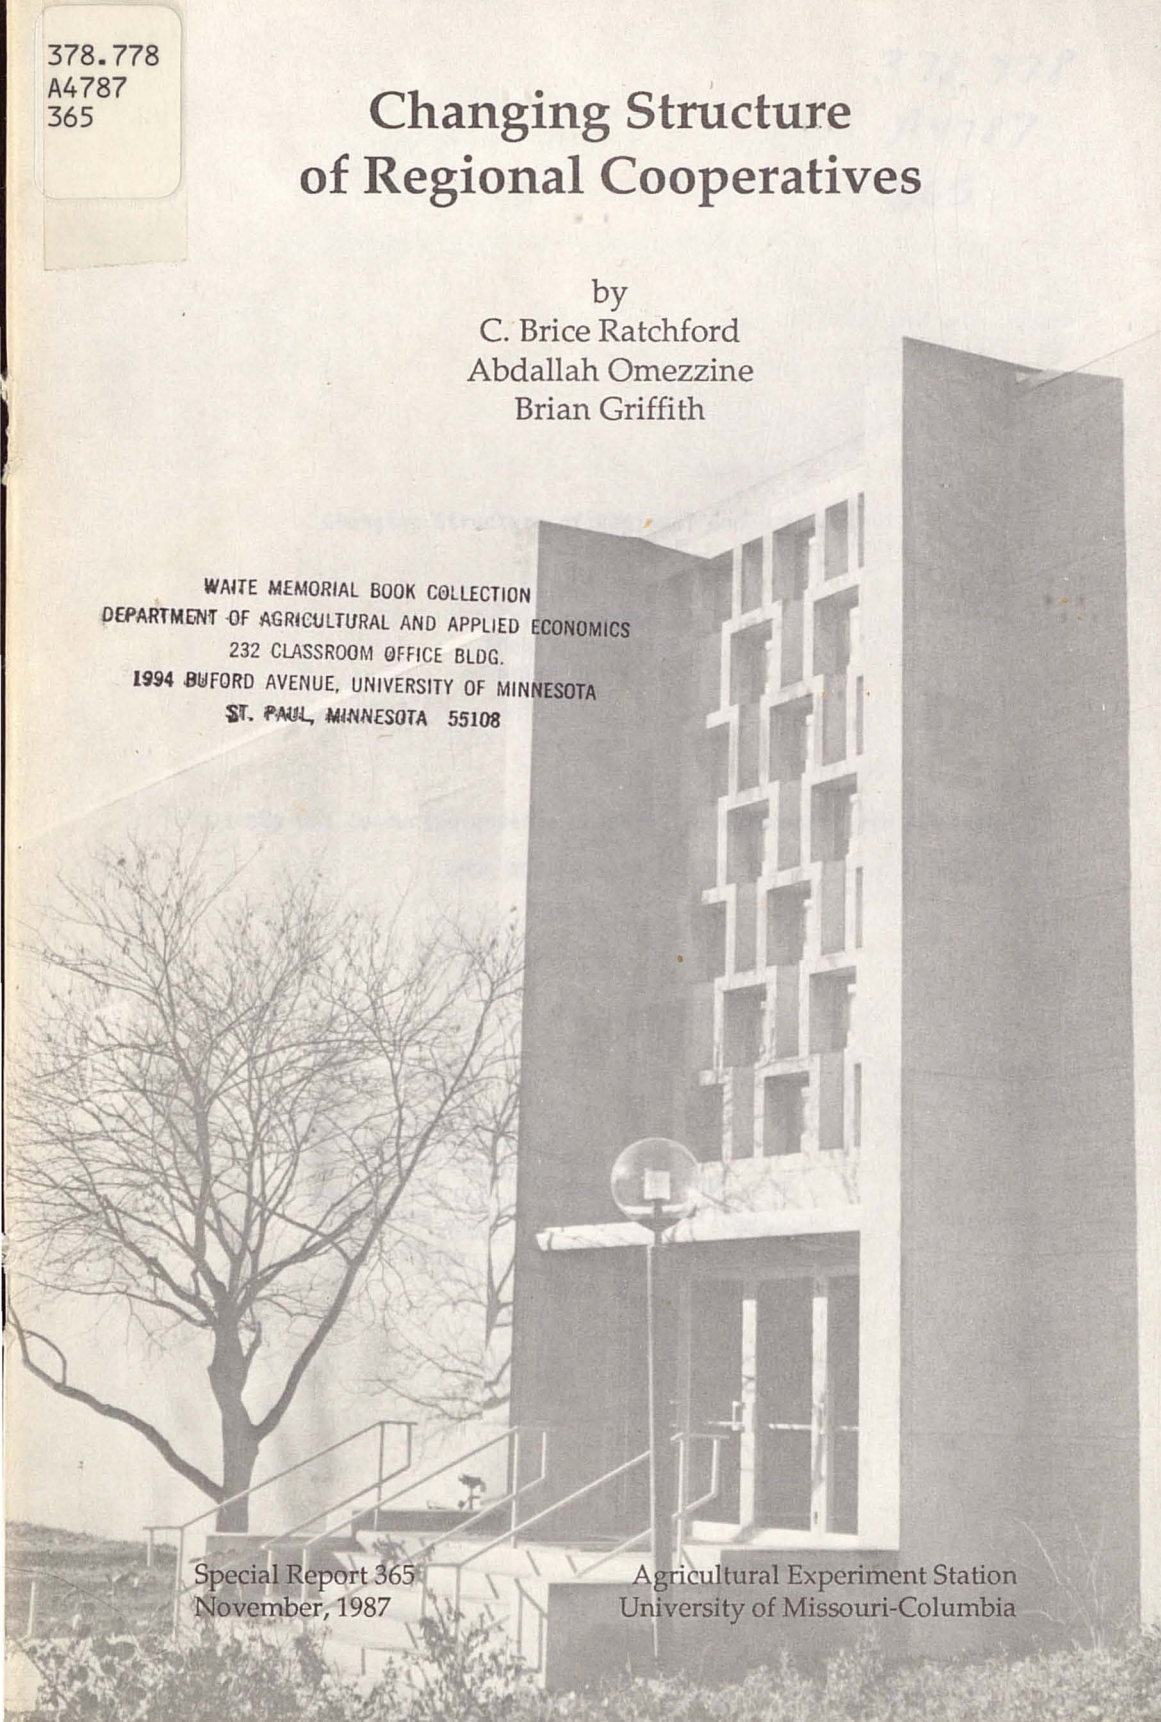 378.778
A4787
365
Changing Structure
of Regional Cooperatives
by
C. Brice Ratchford
Abdallah Omezzine
Brian Griffith
WAITE MEMORIAL BOOK COLLECTION
DEPARTMENT OF AGRICULTURAL AND APPLIED ECONOMICS
232 CLASSROOM OFFICE BLDG.
1994 BUFORD AVENUE, UNIVERSITY OF MINNESOTA
ST. PAUL, MINNESOTA 55108
Special Report 365
November, 1987
Agricultural Experiment Station
University of Missouri-Columbia